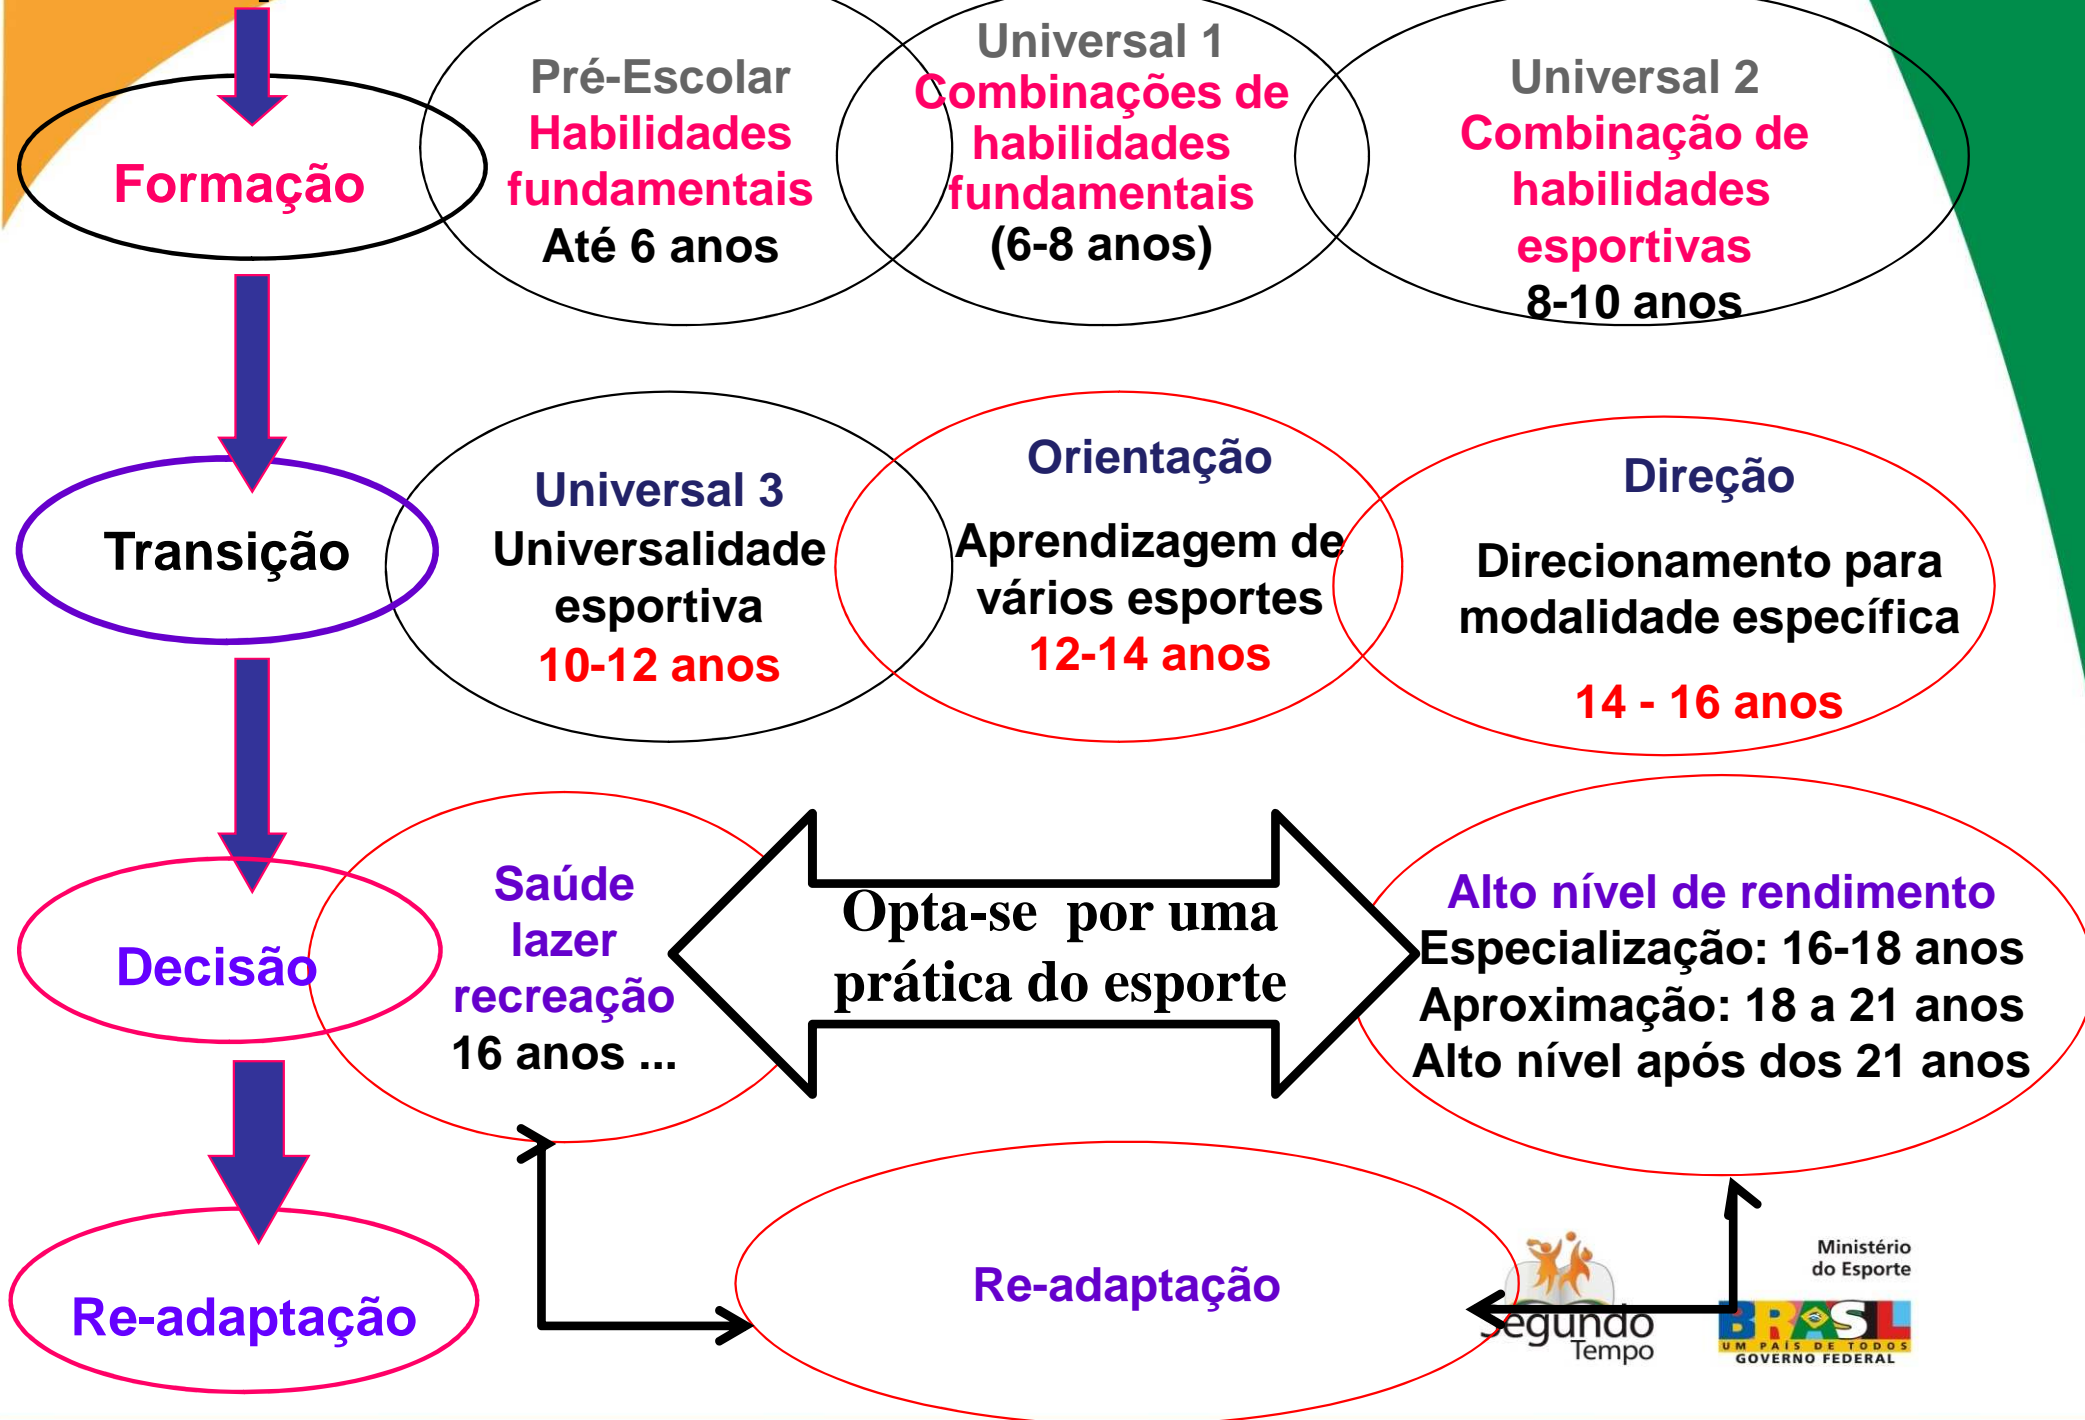 Formação
Pré-Escolar
Habilidades
fundamentais
Até 6 anos
Universal 1
Combinações de
habilidades
fundamentais
(6-8 anos)
Universal 2
Combinação de
habilidades
esportivas
8-10 anos
Transição
Universal 3
Universalidade
esportiva
10-12 anos
Orientação
Aprendizagem de
vários esportes
12-14 anos
Direção
Direcionamento para
modalidade específica
14 - 16 anos
Decisão
Saúde
lazer
recreação
16 anos ...
Opta-se por uma
prática do esporte
Alto nível de rendimento
Especialização: 16-18 anos
Aproximação: 18 a 21 anos
Alto nível após dos 21 anos
Re-adaptação
Re-adaptação
Segundo
Tempo
Ministério
do Esporte
BRASIL
UM PAÍS DE TODOS
GOVERNO FEDERAL